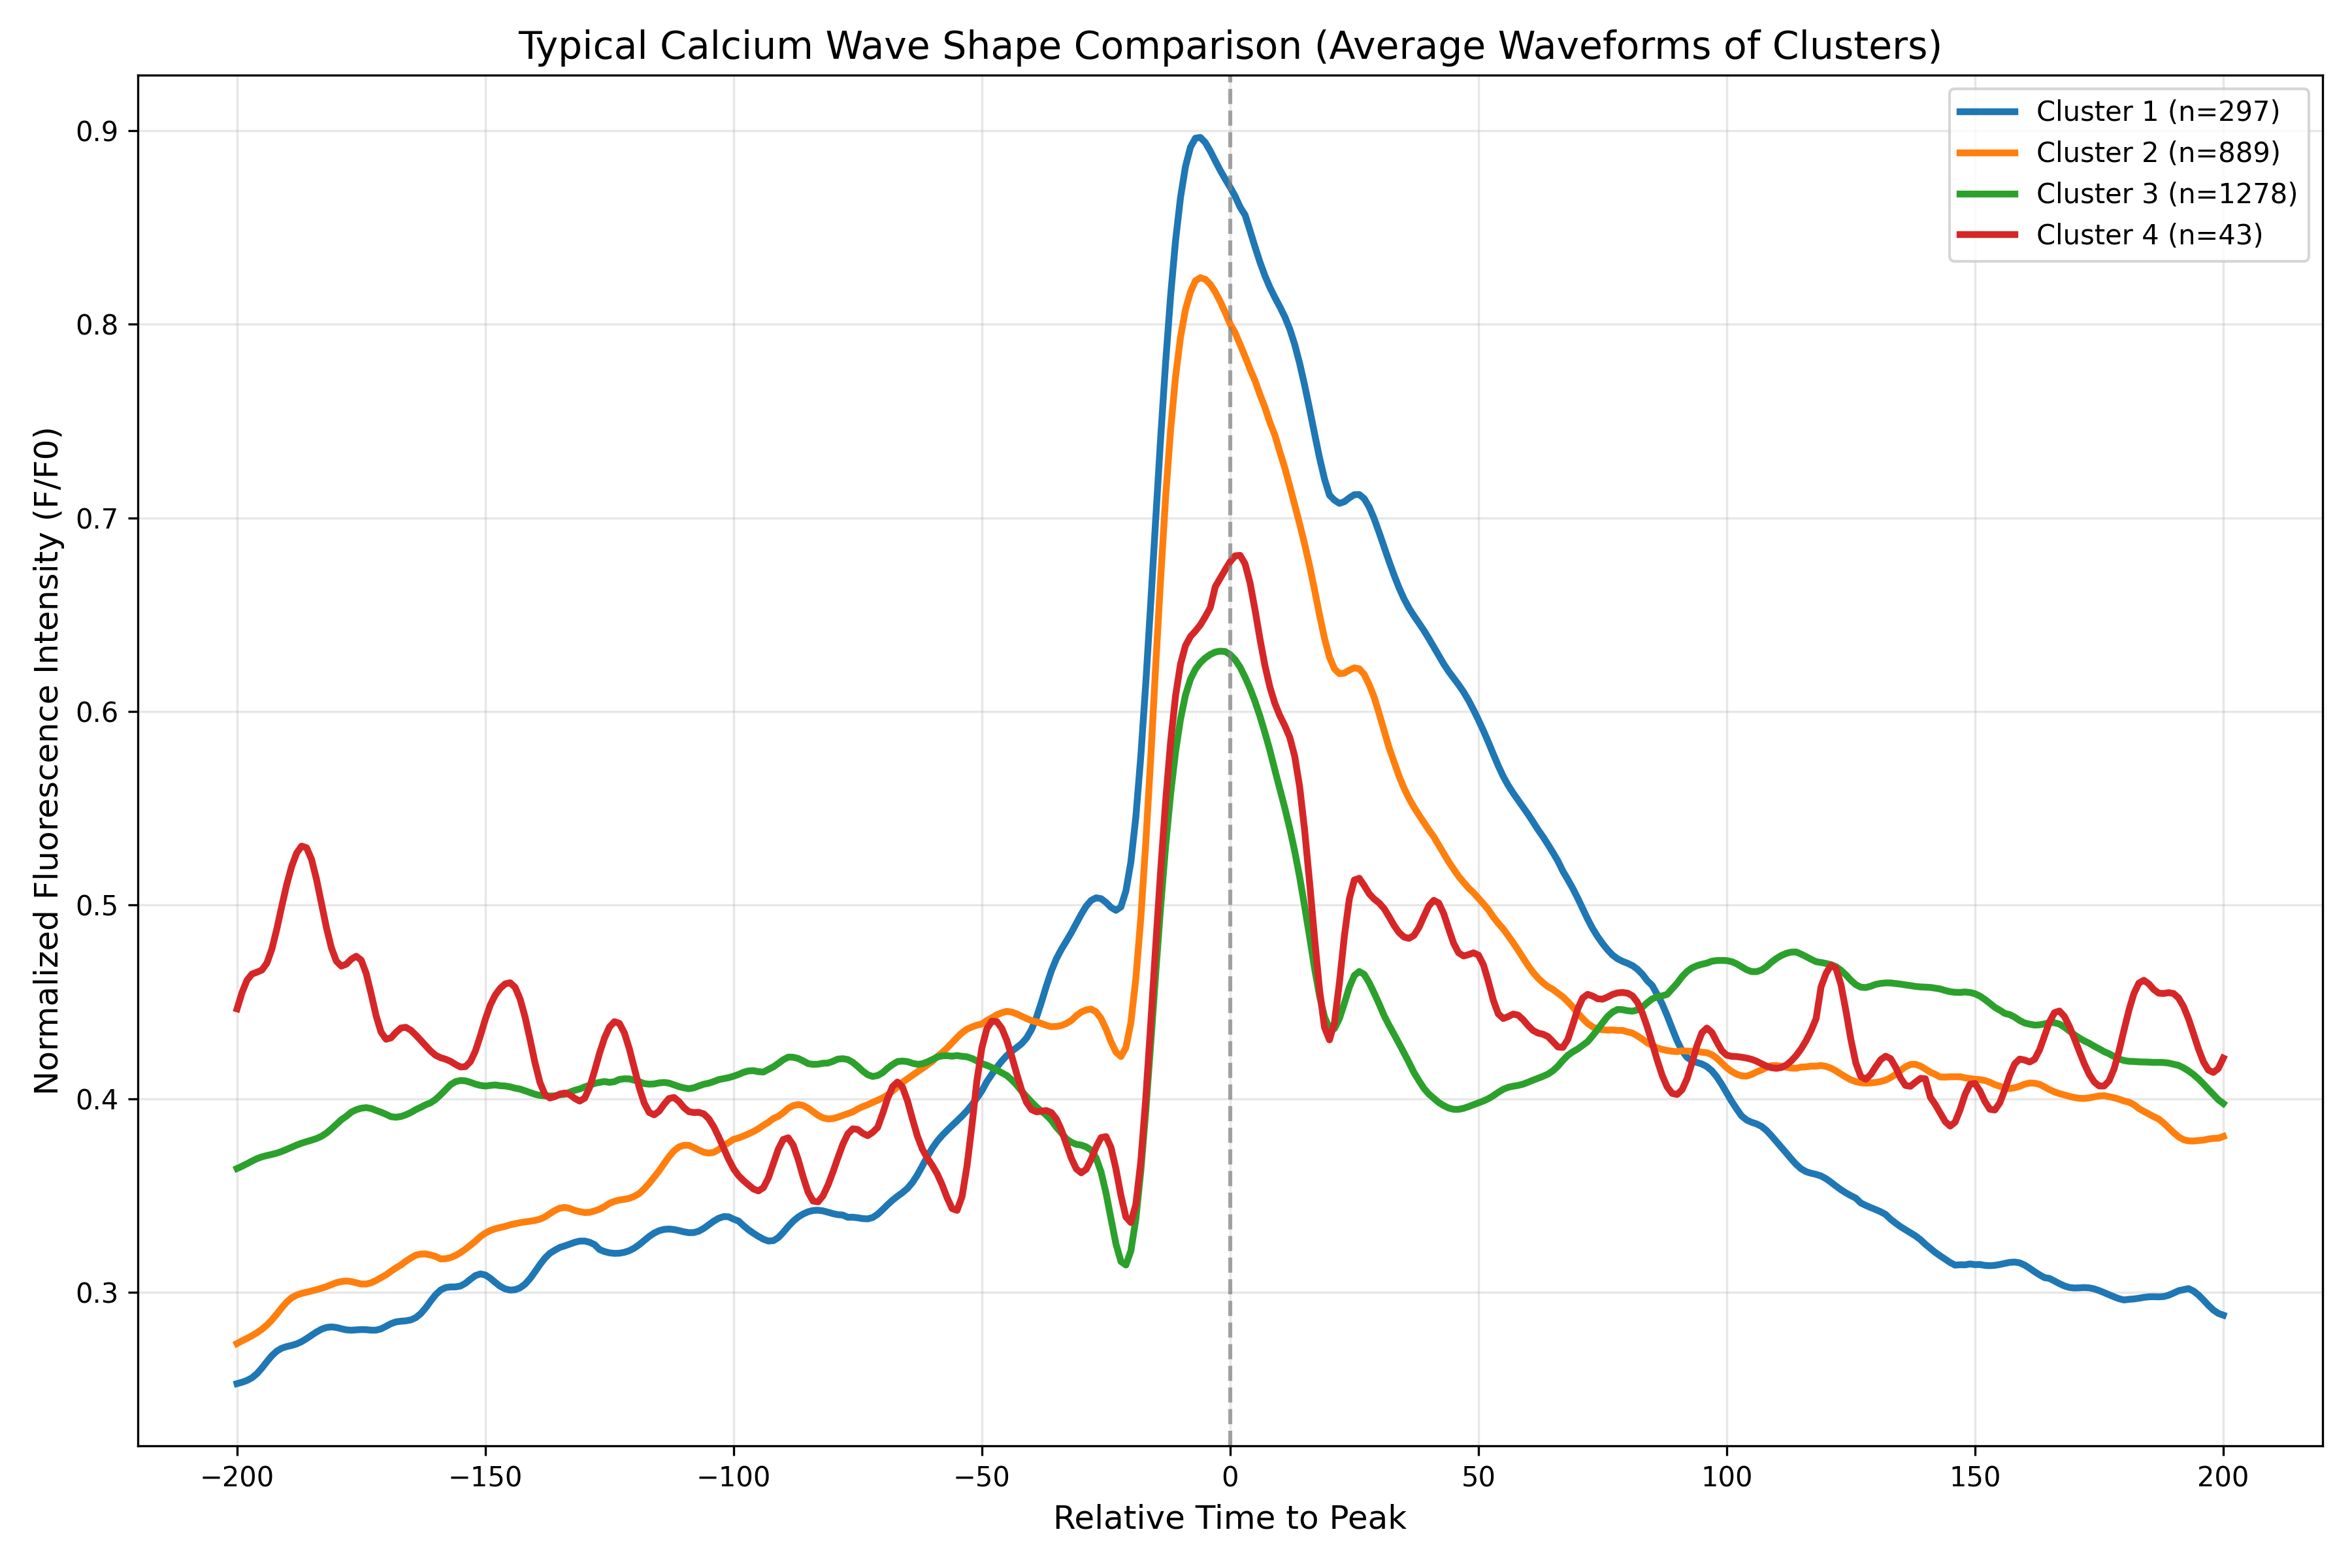 Typical Calcium Wave Shape Comparison (Average Waveforms of Clusters)
Cluster 1 (n=297)
Cluster 2 (n=889)
Cluster 3 (n=1278)
Cluster 4 (n=43)
Normalized Fluorescence Intensity (F/F0)
0.9
0.8
0.7
0.6
0.5
0.4
0.3
−200
−150
−100
−50
0
50
100
150
200
Relative Time to Peak